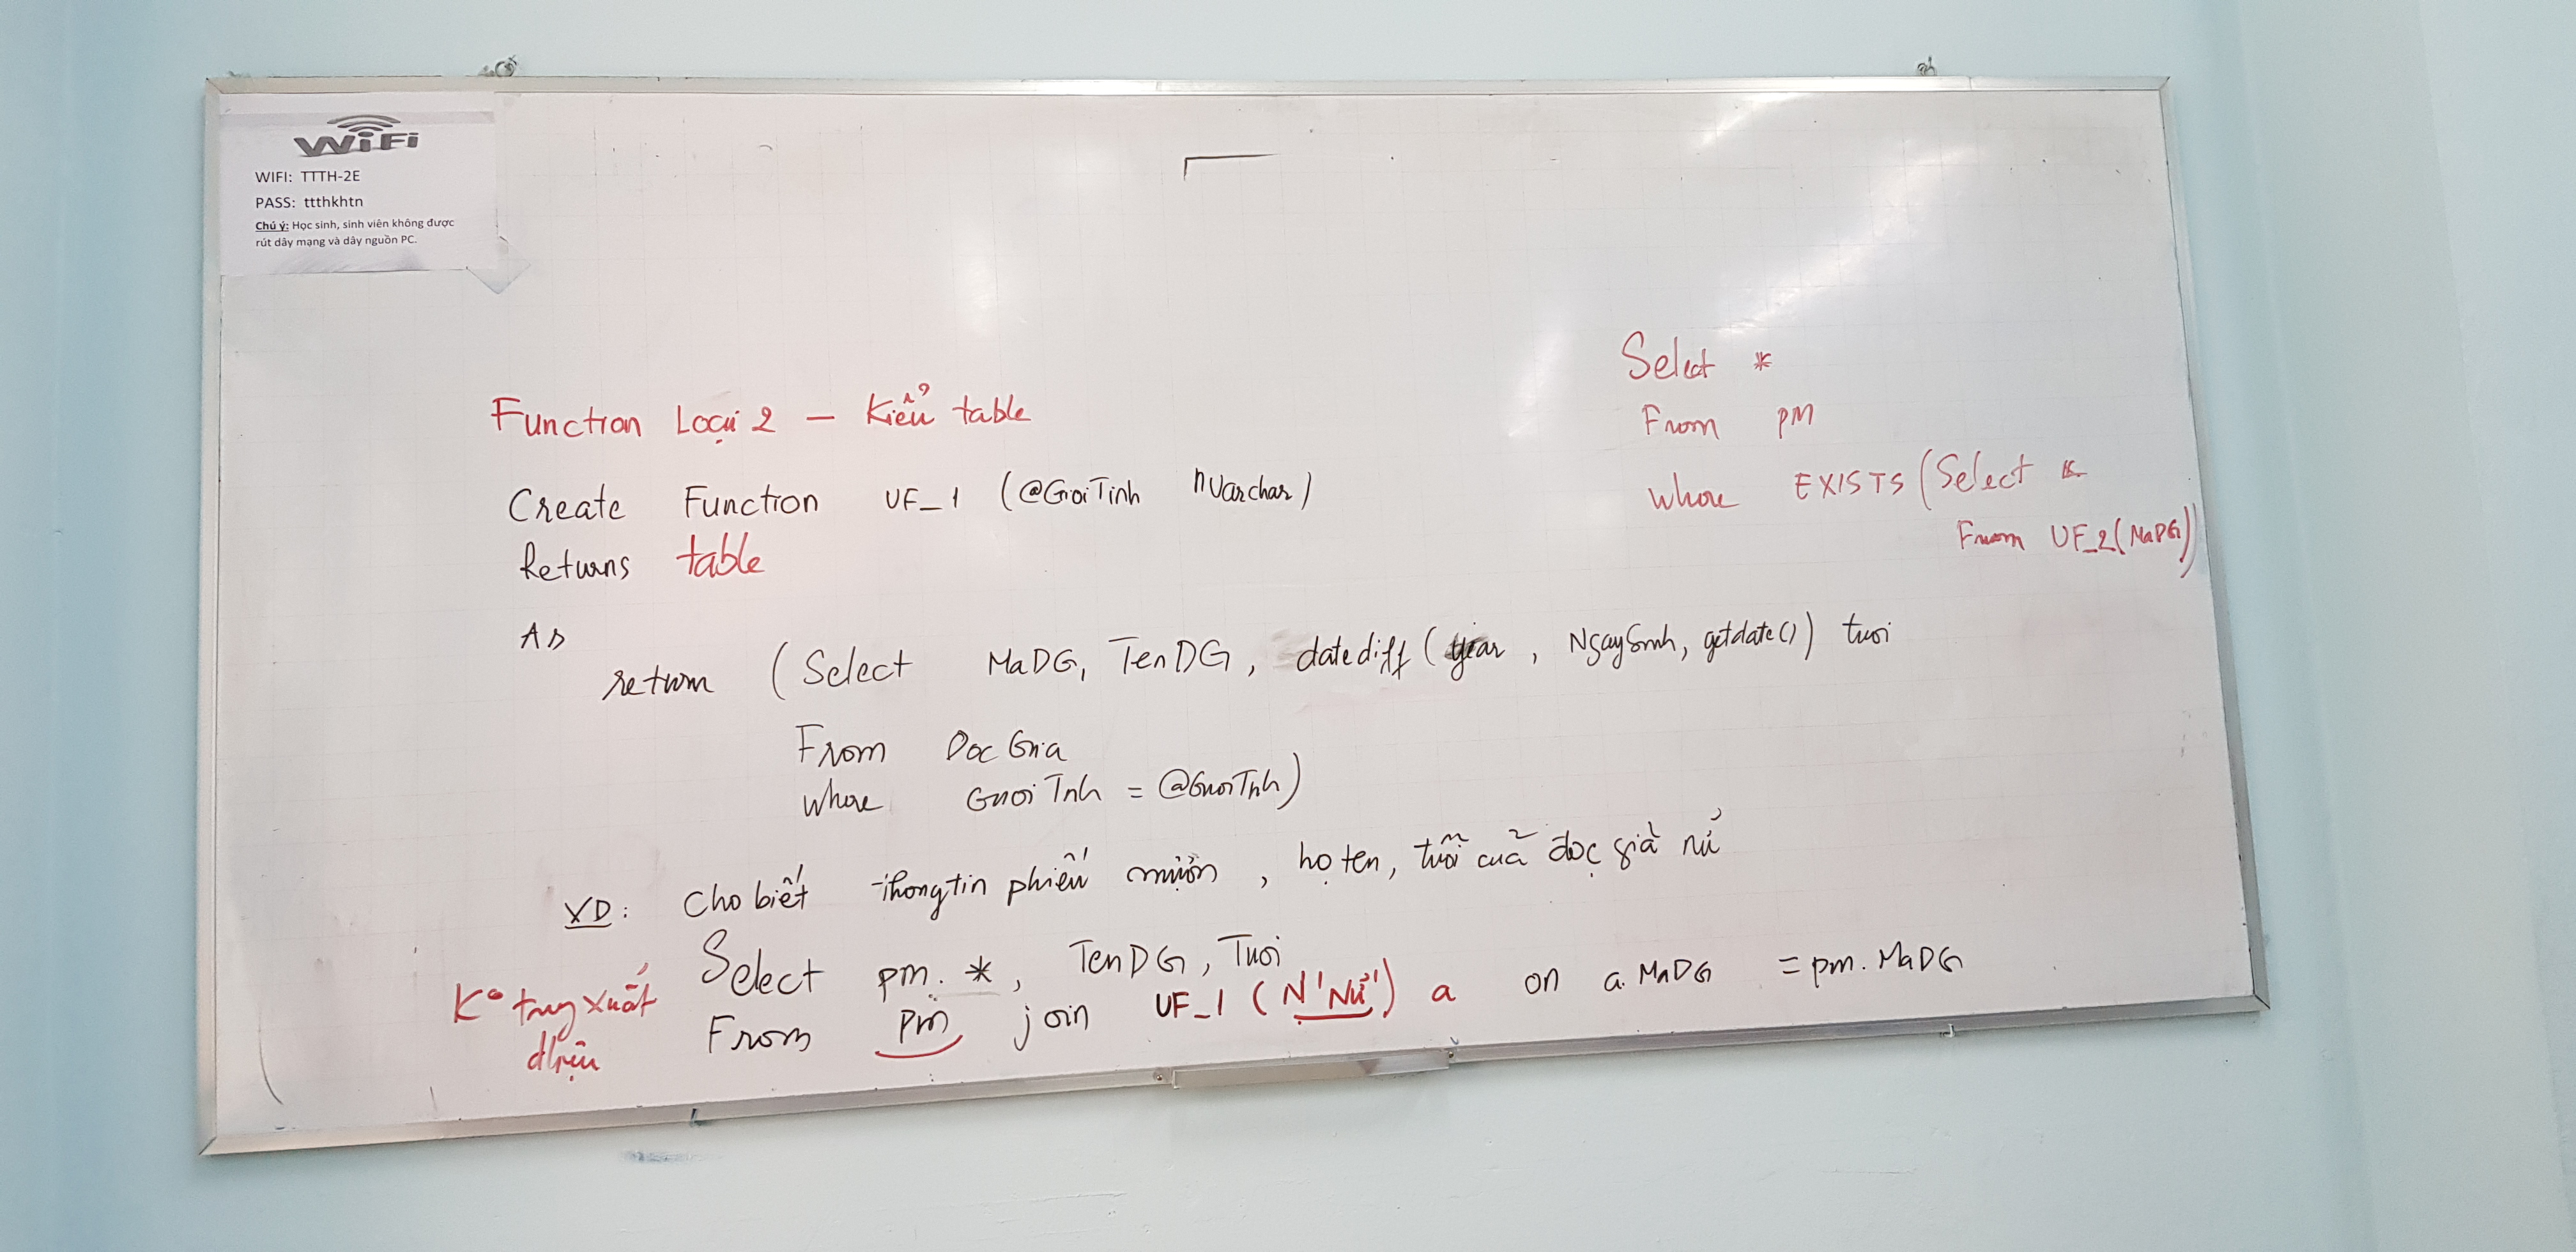 WiFi
WIFI: TTTH-2E
PASS: ttthkhtn
Chú ý: Học sinh, sinh viên không được
rút dây mạng và dây nguồn PC.
Function Loại 2 - Kiểu table
Create Function UF_1 (@GioiTinh nvarchar)
Returns table
As
return (Select MaDG, TenDG, datediff (year, NgaySinh, getdate()) tuoi
From DocGia
where GioiTinh = @GioiTinh)
VD: Cho biết thong tin phiếu mượn, họ ten, tuổi của đọc giả nữ
Select pm.*, TenDG, Tuoi
From pm join UF_1 (N'Nữ') a on a.MaDG = pm.MaDG
K° truy xuất
Select *
From PM
where EXISTS (Select *
From UF_2(MaDG))